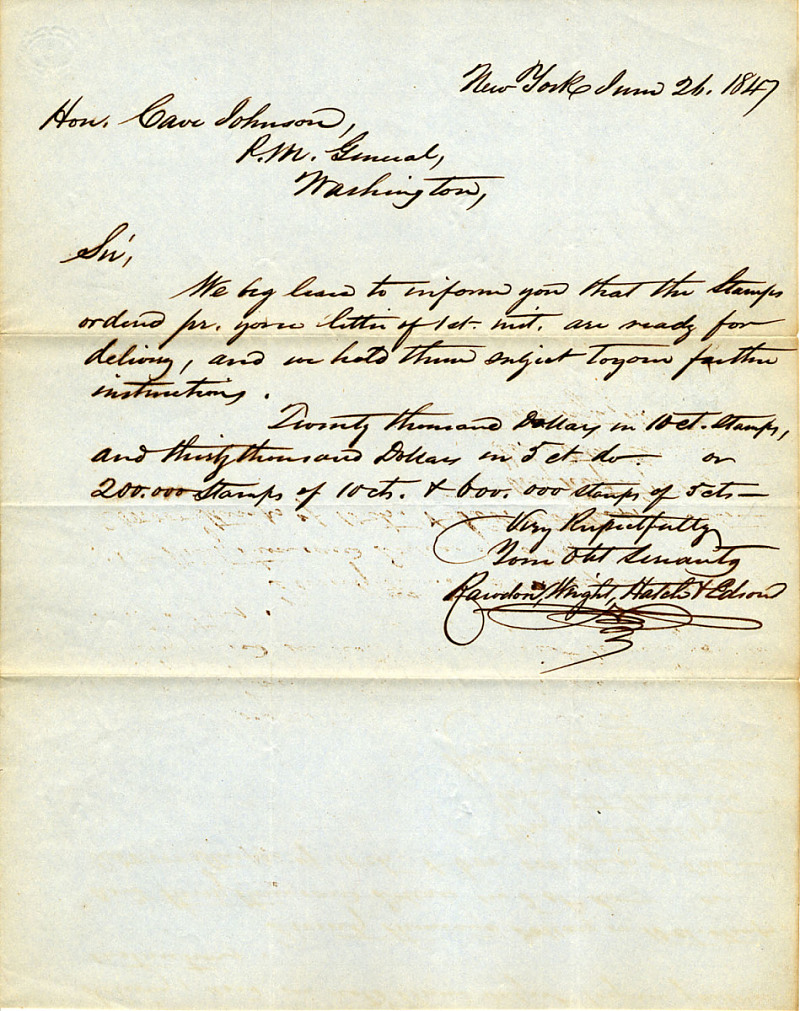 New York June 26. 1847
Hon. Cave Johnson,
P.M. General,
Washington,
Sir,
We beg leave to inform you that the Stamps
ordered pr. your letter of 1st. inst. are ready for
delivery, and we hold them subject to your further
instructions.
Twenty thousand Dollars in 10 ct. stamps,
and thirty thousand Dollars in 5 ct. do. or
200.000 stamps of 10 cts. & 600.000 stamps of 5 cts—
Very Respectfully
Your Obt Servants
Rawdon, Wright, Hatch & Edson